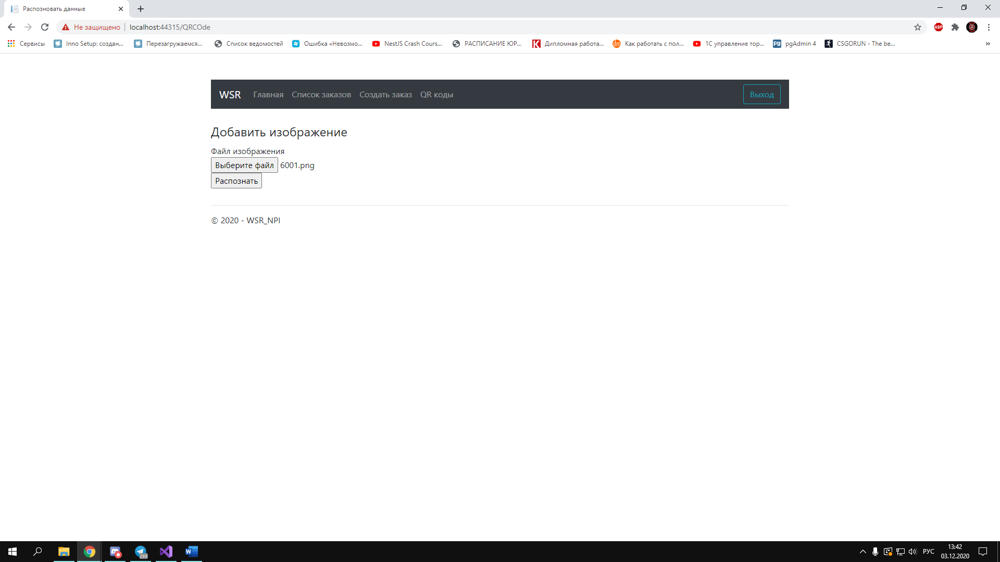 Распозновать данные
Не защищено localhost:44315/QRCOde
ABP
Сервисы Inno Setup: создан... Перезагружаемся... Список ведомостей Ошибка «Невозмо... NestJS Crash Cours... РАСПИСАНИЕ ЮР... Дипломная работа... dm Как работать с пол... 1С управление тор... pgAdmin 4 CSGORUN - The be... »
WSR Главная Список заказов Создать заказ QR коды Выход
Добавить изображение
Файл изображения
Выберите файл 6001.png
Распознать
© 2020 - WSR_NPI
299
РУС
13:42
03.12.2020